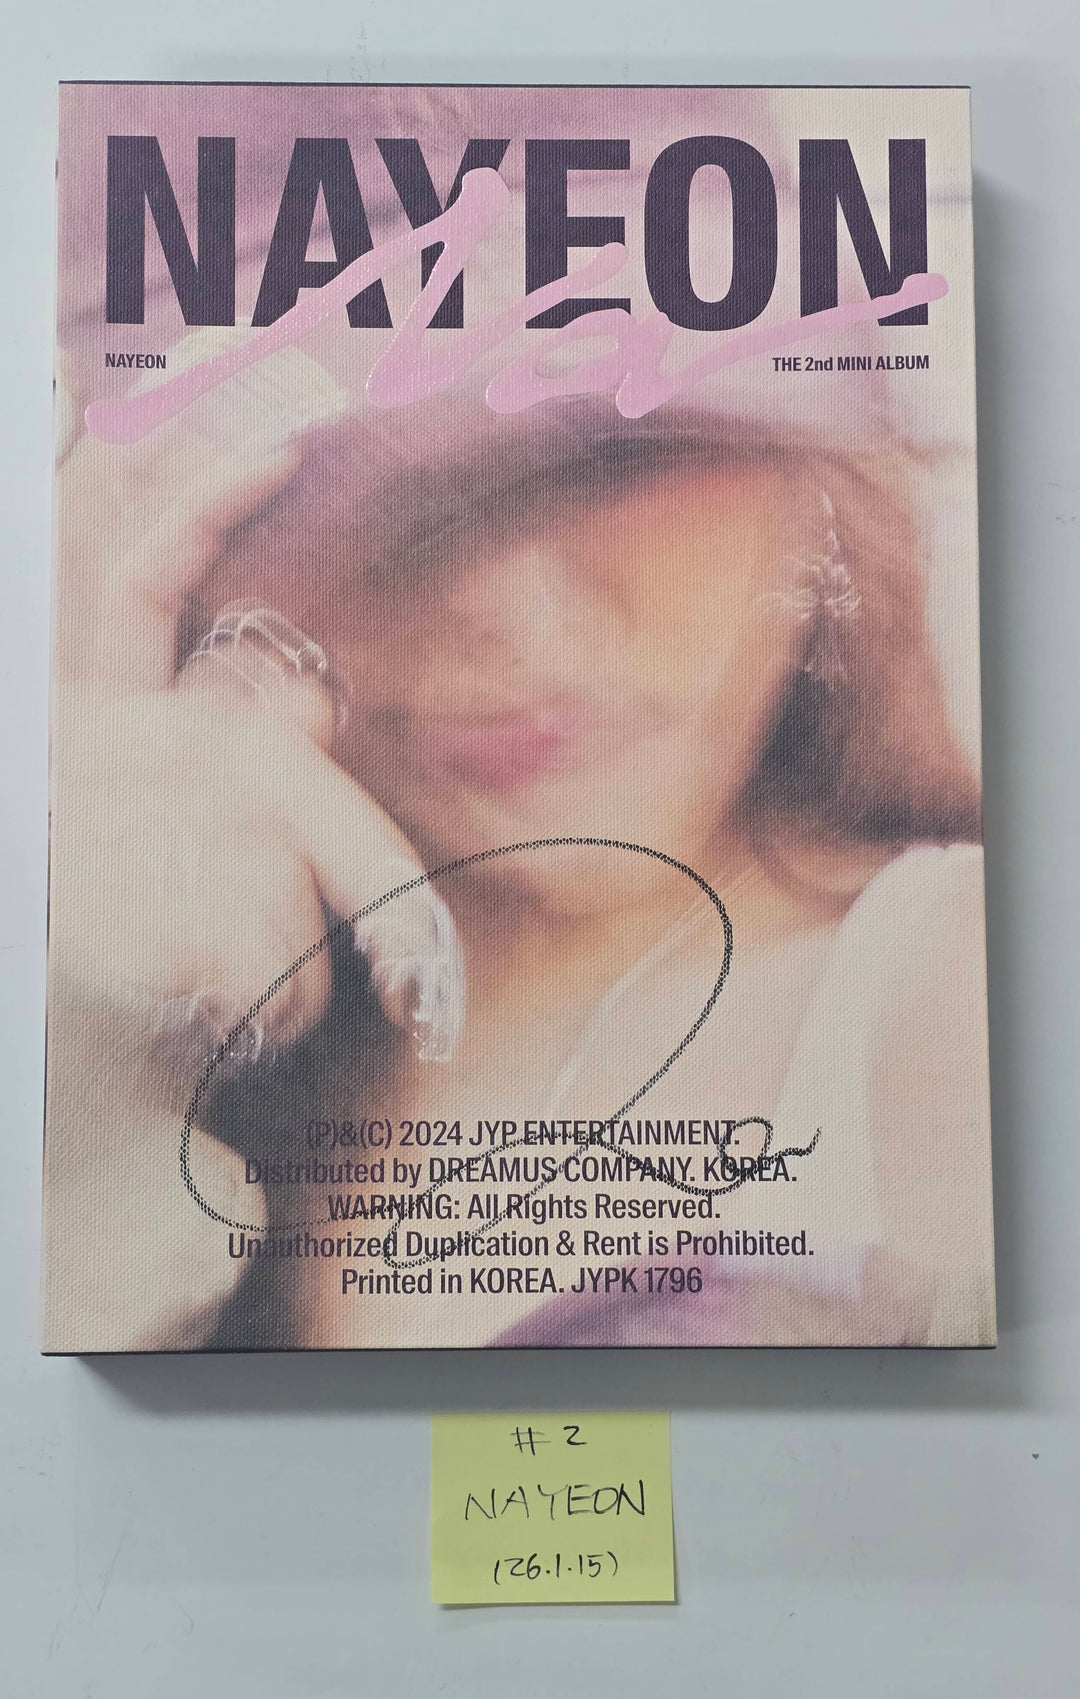 NAYEON
Na
NAYEON THE 2nd MINI ALBUM
(P)&(C) 2024 JYP ENTERTAINMENT.
Distributed by DREAMUS COMPANY. KOREA.
WARNING: All Rights Reserved.
Unauthorized Duplication & Rent is Prohibited.
Printed in KOREA. JYPK 1796
# 2
NAYEON
(26.1.15)